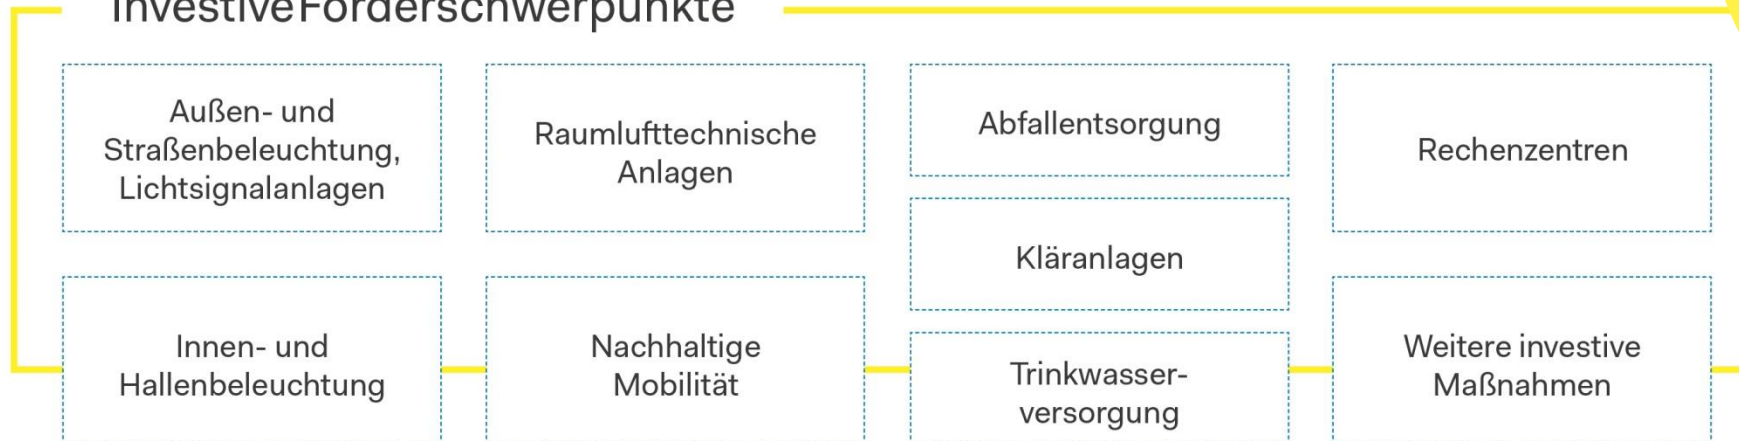 Investive Förderschwerpunkte
Außen- und
Straßenbeleuchtung,
Lichtsignalanlagen
Raumlufttechnische
Anlagen
Abfallentsorgung
Rechenzentren
Kläranlagen
Innen- und
Hallenbeleuchtung
Nachhaltige
Mobilität
Trinkwasser-
versorgung
Weitere investive
Maßnahmen